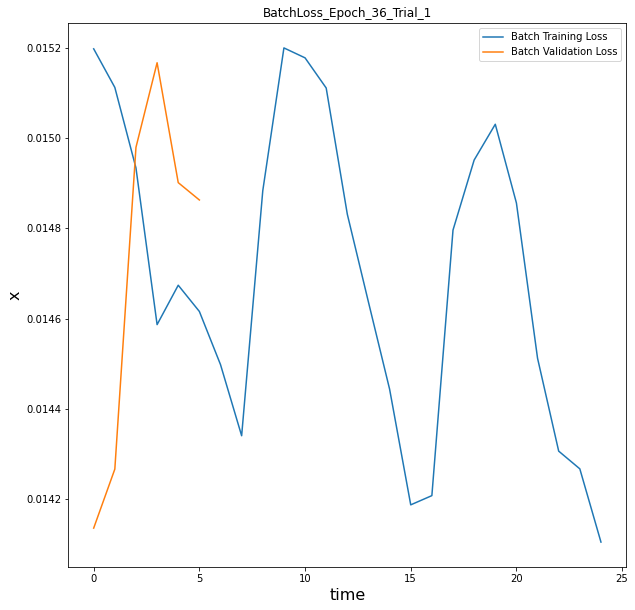 BatchLoss_Epoch_36_Trial_1
Batch Training Loss
Batch Validation Loss
0.0152
0.0150
0.0148
0.0146
0.0144
0.0142
x
0
5
10
15
20
25
time